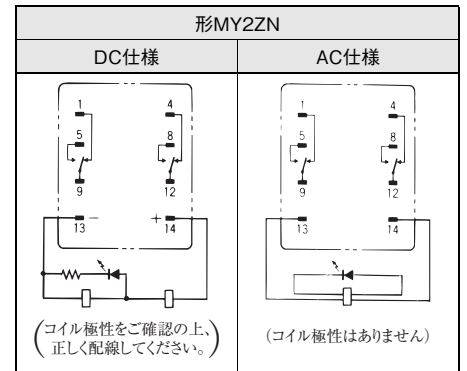 形MY2ZN
DC仕様
AC仕様
1 4
5 8
9 12
13 − + 14
(コイル極性をご確認の上、
正しく配線してください。)
1 4
5 8
9 12
13 14
(コイル極性はありません)